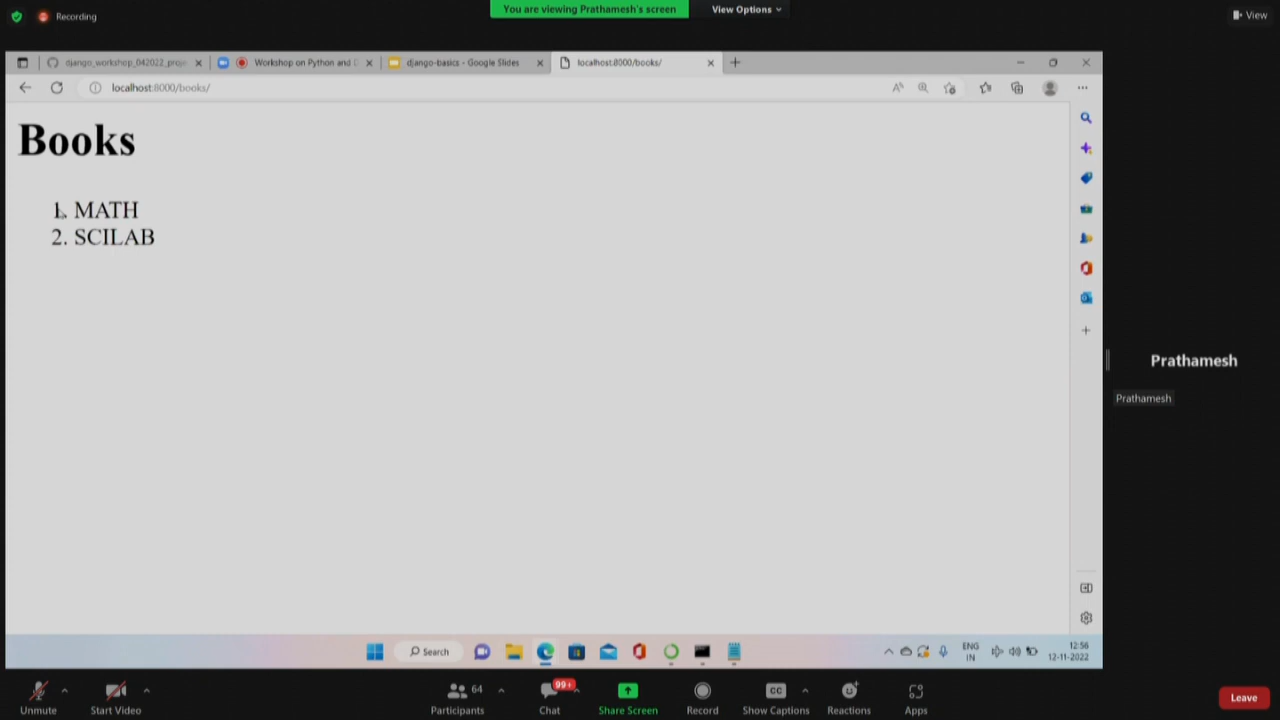 Recording
You are viewing Prathamesh's screen
View Options
View
django_workshop_042022_proje
Workshop on Python and D
django-basics - Google Slides
localhost:8000/books/
localhost:8000/books/
Books
1. MATH
2. SCILAB
Prathamesh
Prathamesh
Search
ENG
IN
12:56
12-11-2022
Unmute
Start Video
64
Participants
99+
Chat
Share Screen
Record
CC
Show Captions
Reactions
Apps
Leave